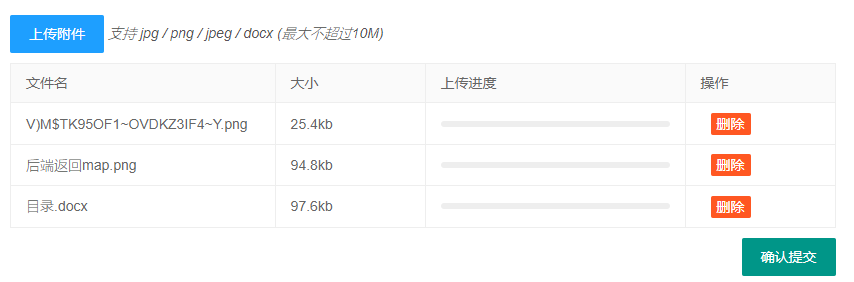 上传附件 支持 jpg / png / jpeg / docx (最大不超过10M)
文件名 大小 上传进度 操作
V)M$TK95OF1~OVDKZ3IF4~Y.png 25.4kb 删除
后端返回map.png 94.8kb 删除
目录.docx 97.6kb 删除
确认提交